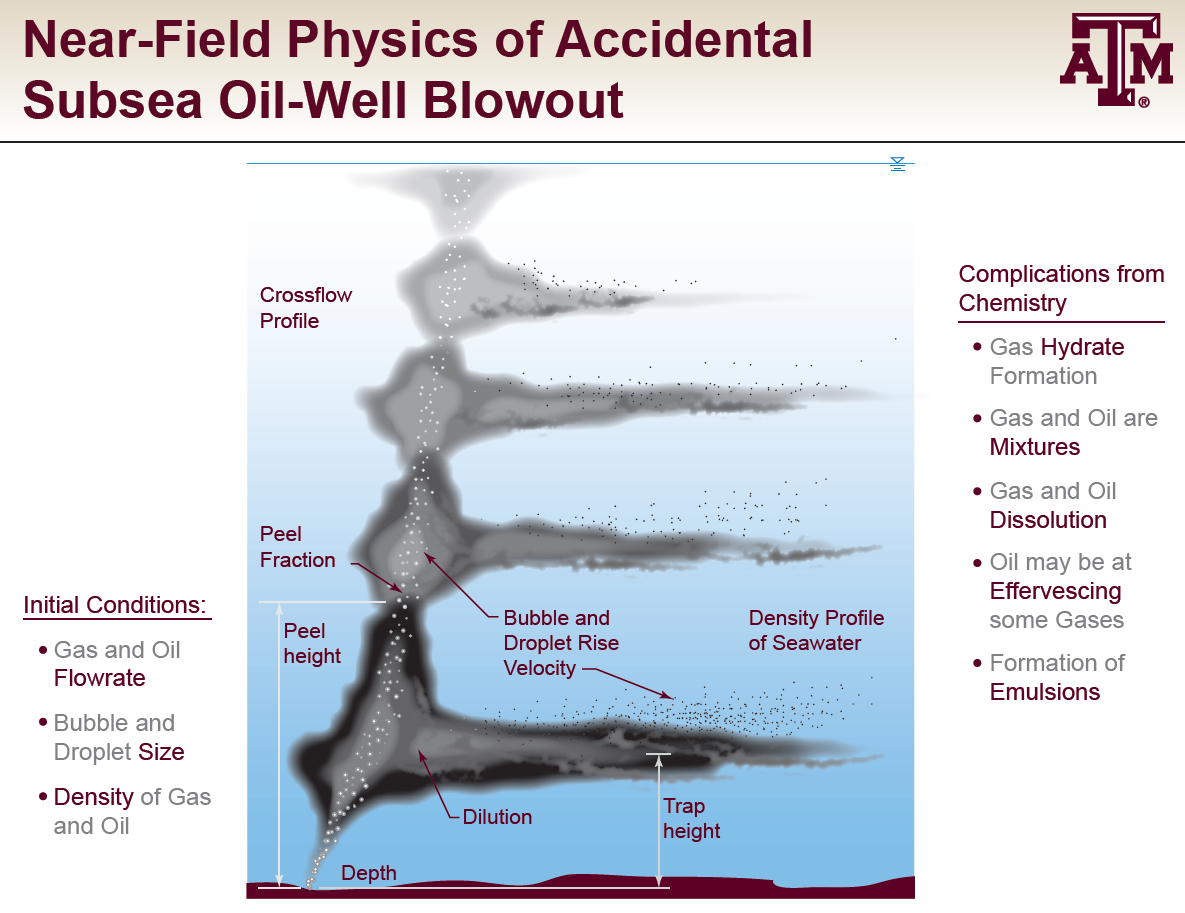 Near-Field Physics of Accidental
Subsea Oil-Well Blowout
ATM®
Crossflow
Profile
Peel
Fraction
Peel
height
Bubble and
Droplet Rise
Velocity
Density Profile
of Seawater
Dilution
Trap
height
Depth
Initial Conditions:
• Gas and Oil
Flowrate
• Bubble and
Droplet Size
• Density of Gas
and Oil
Complications from
Chemistry
• Gas Hydrate
Formation
• Gas and Oil are
Mixtures
• Gas and Oil
Dissolution
• Oil may be at
Effervescing
some Gases
• Formation of
Emulsions